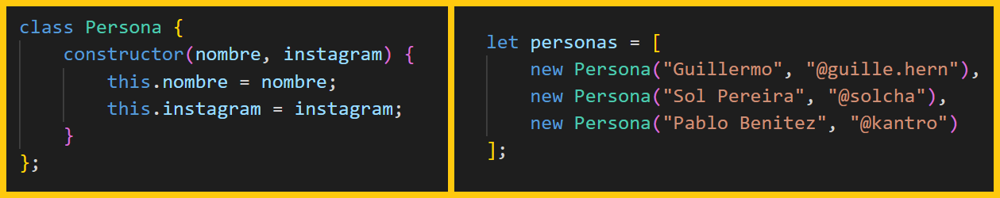 class Persona {
    constructor(nombre, instagram) {
        this.nombre = nombre;
        this.instagram = instagram;
    }
};
let personas = [
    new Persona("Guillermo", "@guille.hern"),
    new Persona("Sol Pereira", "@solcha"),
    new Persona("Pablo Benitez", "@kantro")
];